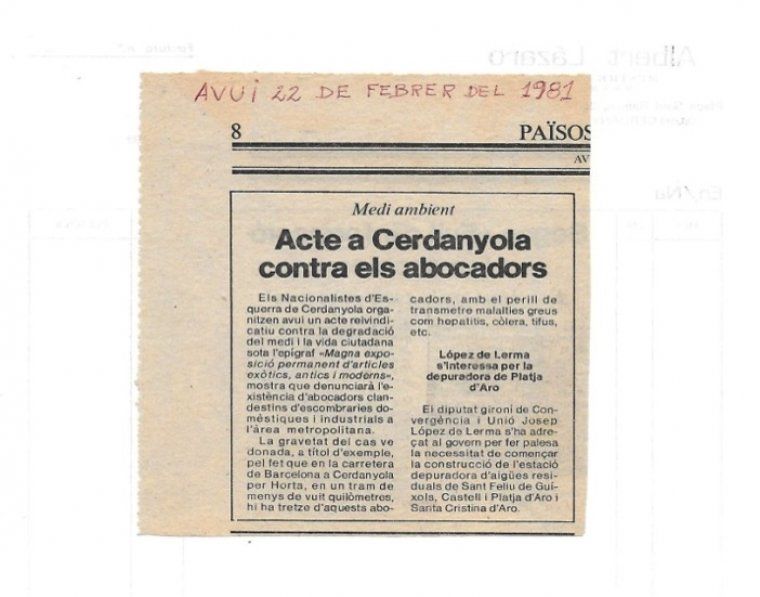 AVUI 22 DE FEBRER DEL 1981
8 PAÏSOS
AV
Medi ambient
Acte a Cerdanyola
contra els abocadors
Els Nacionalistes d'Es-
querra de Cerdanyola orga-
nitzen avui un acte reivindi-
catiu contra la degradació
del medi i la vida ciutadana
sota l'epígraf «Magna expo-
sició permanent d'articles
exòtics, antics i moderns»,
mostra que denunciarà l'e-
xistència d'abocadors clan-
destins d'escombraries do-
mèstiques i industrials a
l'àrea metropolitana.
La gravetat del cas ve
donada, a títol d'exemple,
pel fet que en la carretera
de Barcelona a Cerdanyola
per Horta, en un tram de
menys de vuit quilòmetres,
hi ha tretze d'aquests abo-
cadors, amb el perill de
transmetre malalties greus
com hepatitis, còlera, tifus,
etc.
López de Lerma
s'interessa per la
depuradora de Platja
d'Aro
El diputat gironí de Con-
vergència i Unió Josep
López de Lerma s'ha adre-
çat al govern per fer palesa
la necessitat de començar
la construcció de l'estació
depuradora d'aigües resi-
duals de Sant Feliu de Guí-
xols, Castell i Platja d'Aro i
Santa Cristina d'Aro.
Albert Lázaro
En/Na